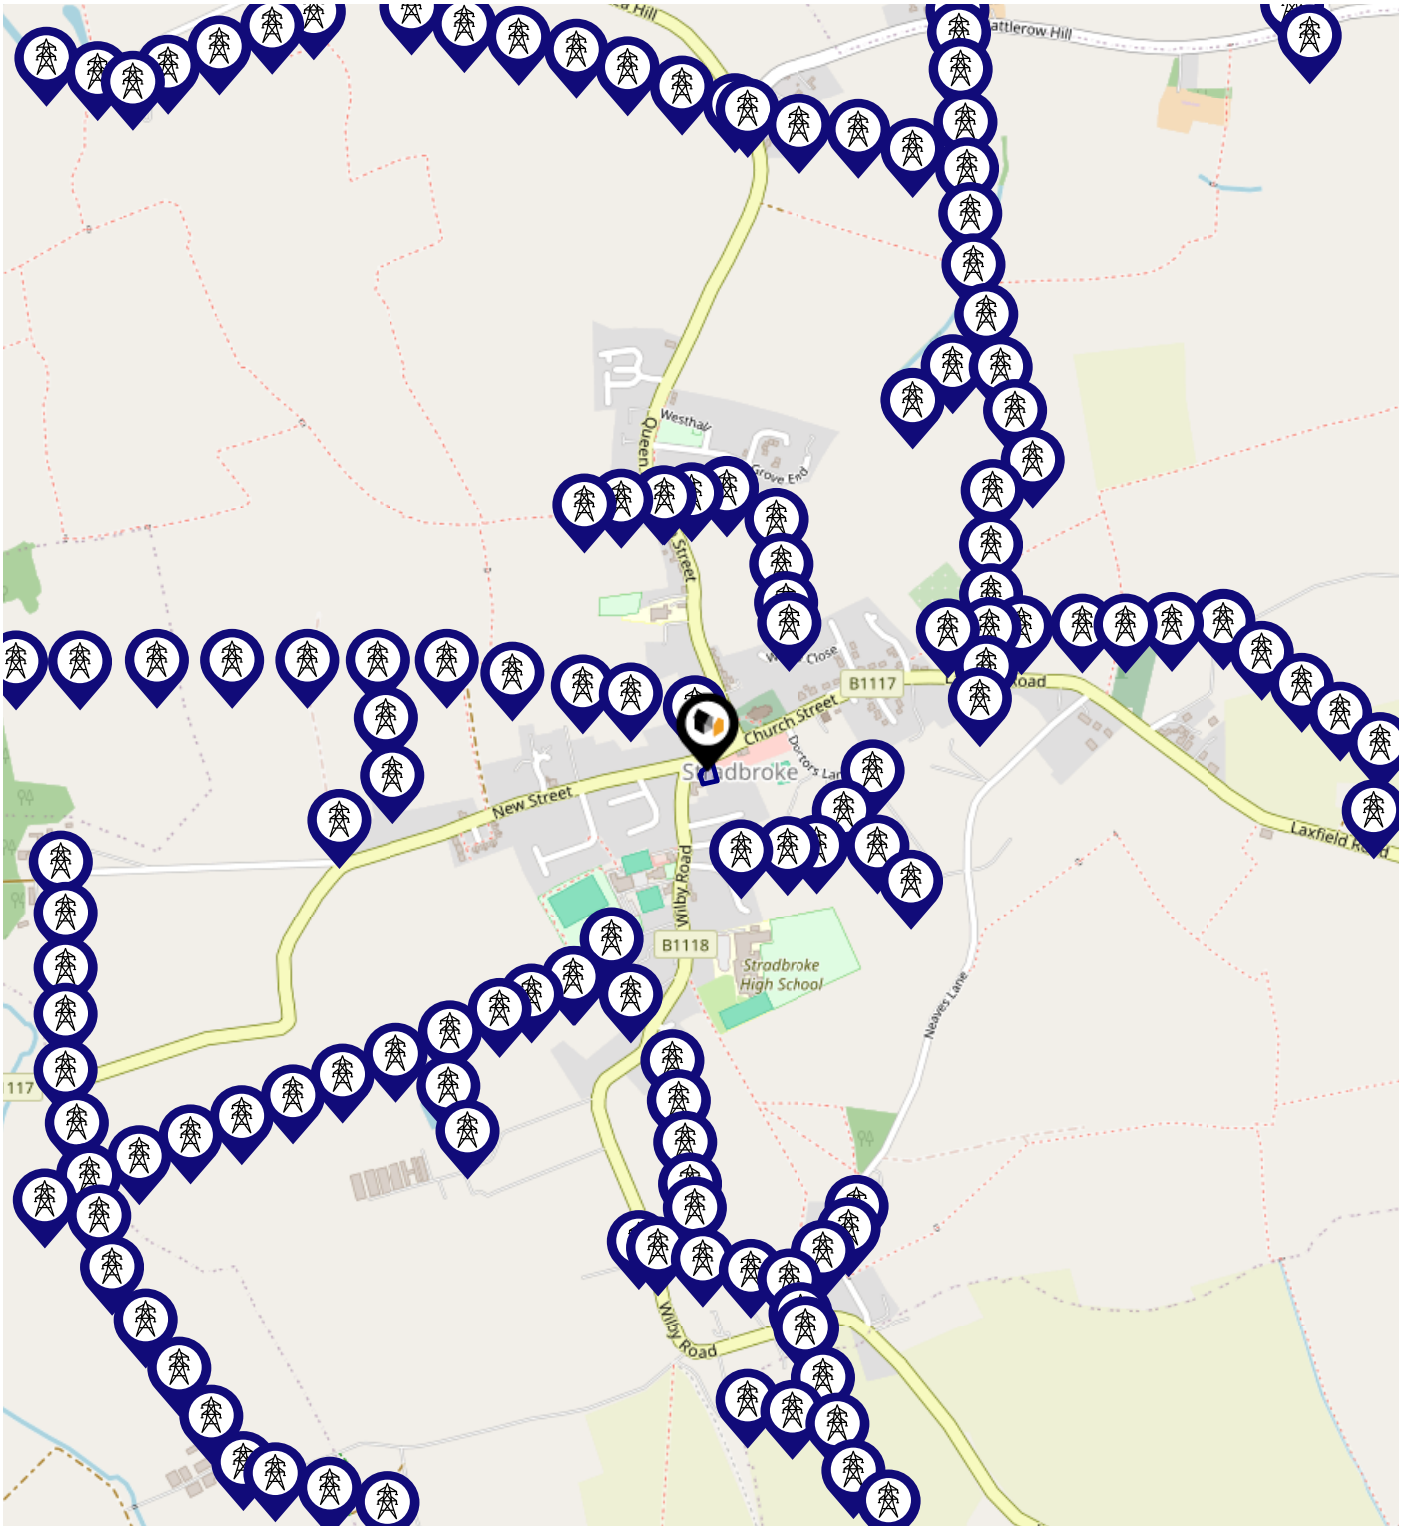 Hill
attlerow Hill
Westhall
Queen
Grove End
Street
Close
B1117
Road
Church Street
Doctors Lan
Stradbroke
New Street
Laxfield Road
Wilby Road
B1118
Stradbroke
High School
Neaves Lane
117
Wilby Road